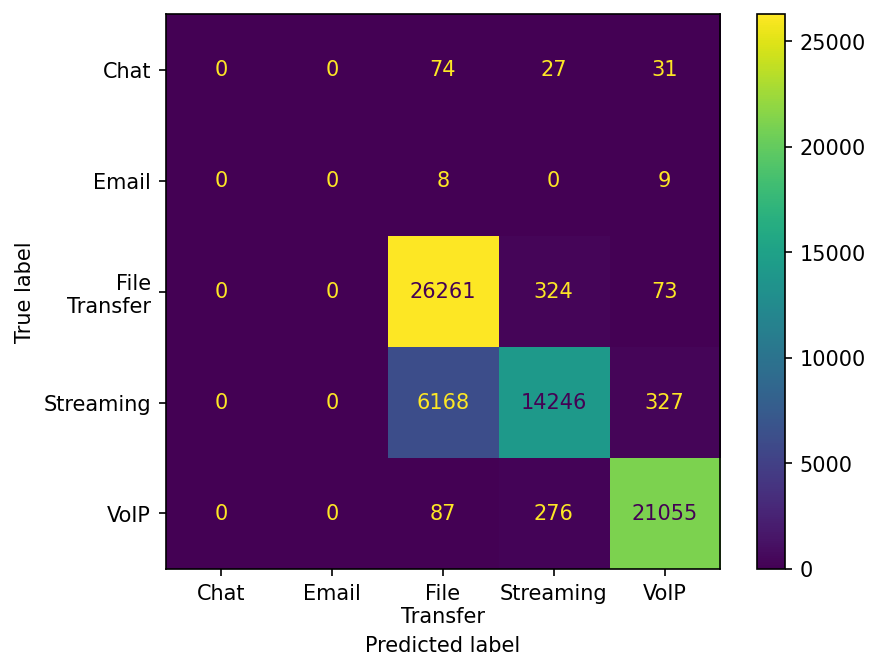 Chat 0 0 74 27 31
Email 0 0 8 0 9
File
Transfer 0 0 26261 324 73
Streaming 0 0 6168 14246 327
VoIP 0 0 87 276 21055
Chat Email File Streaming VoIP
Transfer
Predicted label
True label
25000
20000
15000
10000
5000
0